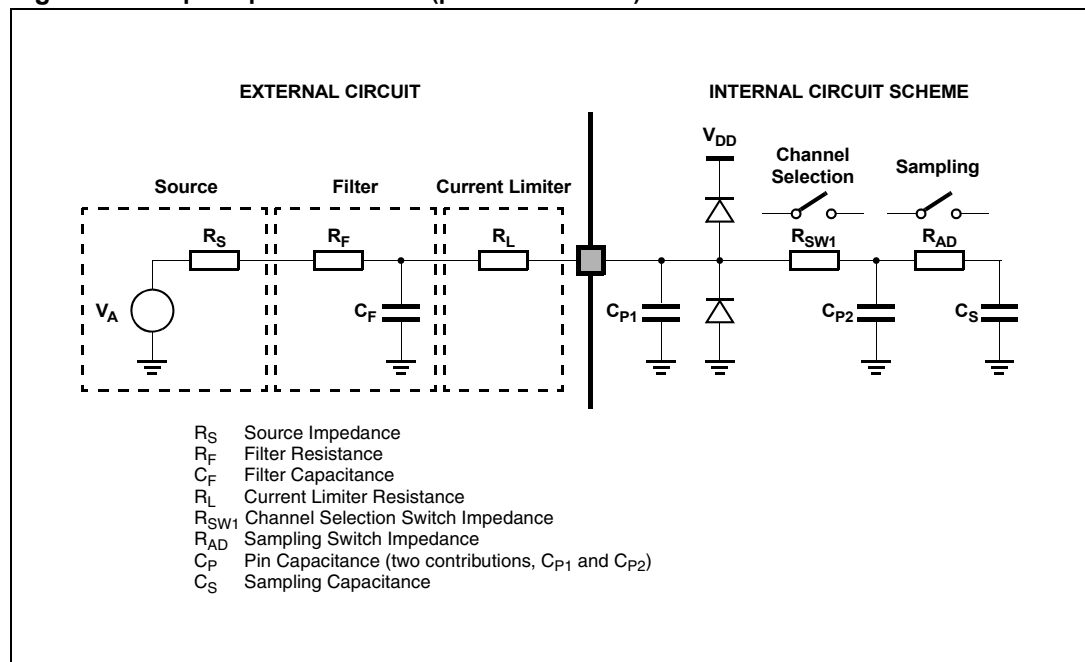 EXTERNAL CIRCUIT
INTERNAL CIRCUIT SCHEME
VDD
Channel
Selection
Sampling
Source
Filter
Current Limiter
RS
RF
RL
RSW1
RAD
VA
CF
CP1
CP2
CS
RS Source Impedance
RF Filter Resistance
CF Filter Capacitance
RL Current Limiter Resistance
RSW1 Channel Selection Switch Impedance
RAD Sampling Switch Impedance
CP Pin Capacitance (two contributions, CP1 and CP2)
CS Sampling Capacitance